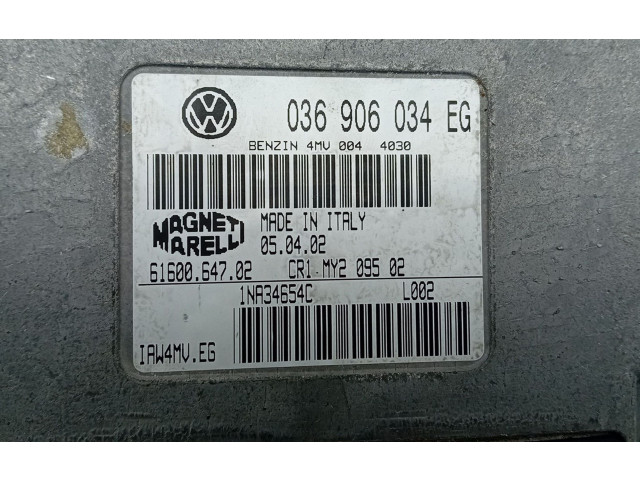 036 906 034 EG
BENZIN 4MV 004 4030
MAGNETI
MARELLI
MADE IN ITALY
05.04.02
61600.647.02 CR1-MY2 095 02
1NA34654C L002
IAW4MV.EG